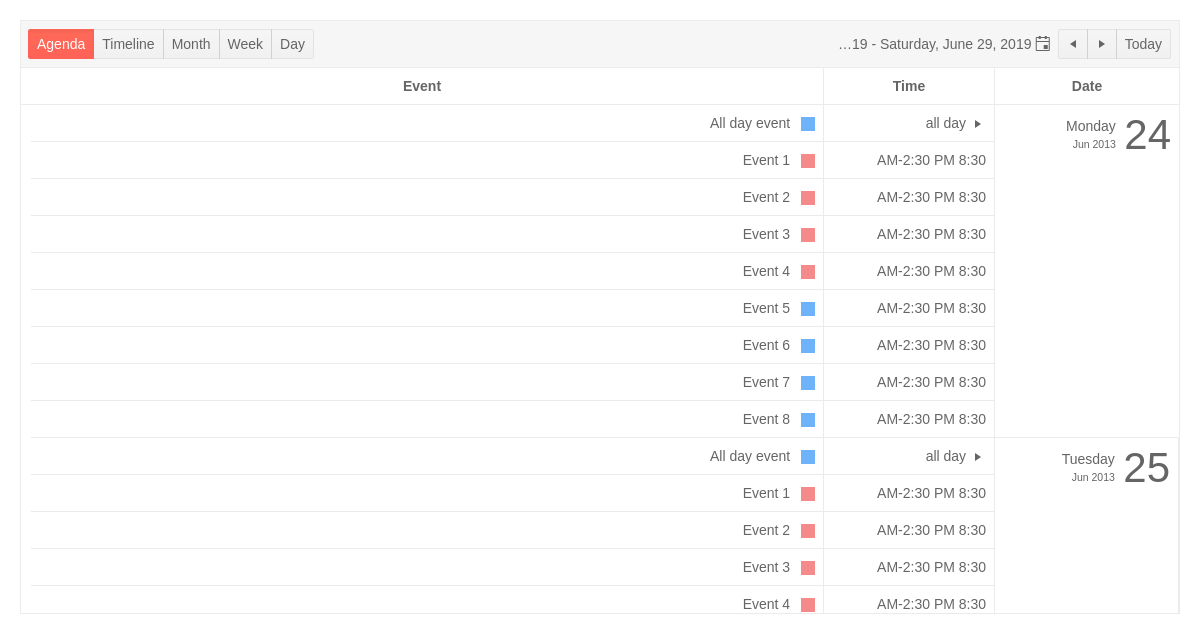 Agenda Timeline Month Week Day …19 - Saturday, June 29, 2019 Today
Event Time Date
All day event all day Monday 24
Jun 2013
Event 1 AM-2:30 PM 8:30
Event 2 AM-2:30 PM 8:30
Event 3 AM-2:30 PM 8:30
Event 4 AM-2:30 PM 8:30
Event 5 AM-2:30 PM 8:30
Event 6 AM-2:30 PM 8:30
Event 7 AM-2:30 PM 8:30
Event 8 AM-2:30 PM 8:30
All day event all day Tuesday 25
Jun 2013
Event 1 AM-2:30 PM 8:30
Event 2 AM-2:30 PM 8:30
Event 3 AM-2:30 PM 8:30
Event 4 AM-2:30 PM 8:30